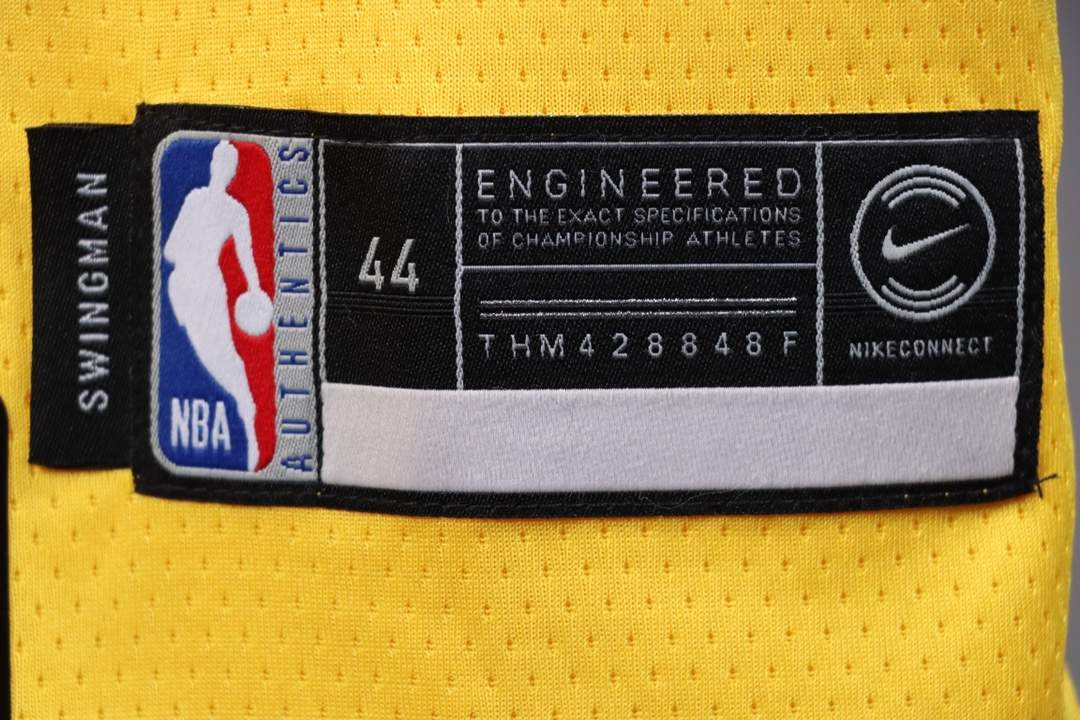 SWINGMAN
NBA
AUTHENTICS
44
ENGINEERED
TO THE EXACT SPECIFICATIONS
OF CHAMPIONSHIP ATHLETES
THM428848F
NIKECONNECT